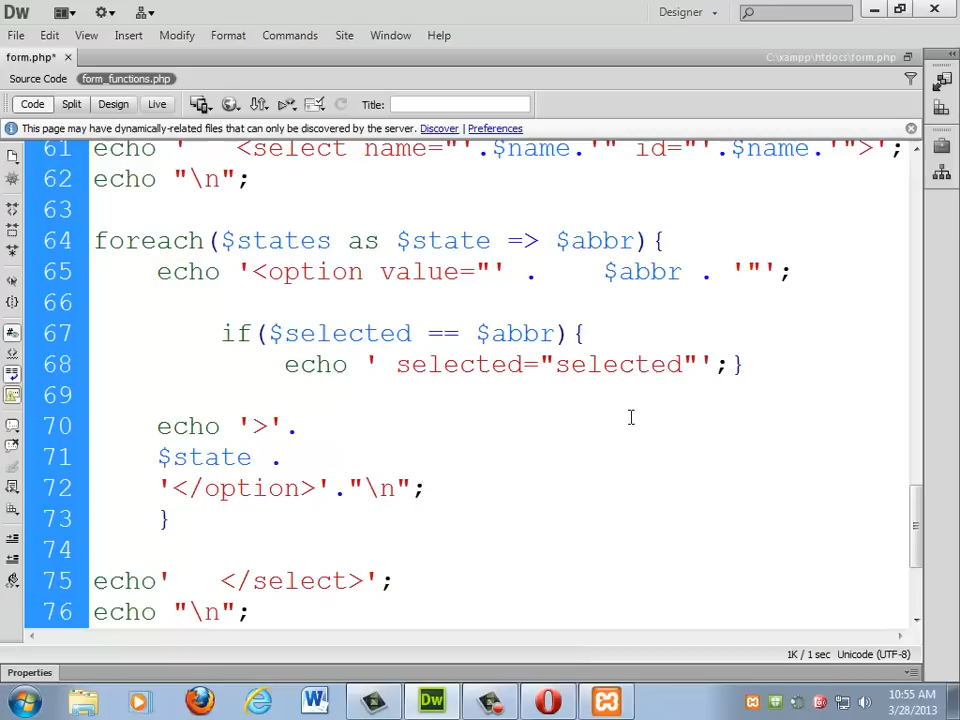 Dw
Designer
File Edit View Insert Modify Format Commands Site Window Help
form.php* × C:\xampp\htdocs\form.php
Source Code form_functions.php
Code Split Design Live Title:
This page may have dynamically-related files that can only be discovered by the server. Discover | Preferences
61 echo '   <select name="'.$name.'" id="'.$name.'">';
62 echo "\n";
63
64 foreach($states as $state => $abbr){
65     echo '<option value="' .    $abbr . '"';
66
67         if($selected == $abbr){
68             echo ' selected="selected"';}
69
70     echo '>'.
71     $state .
72     '</option>'."\n";
73     }
74
75 echo'   </select>';
76 echo "\n";
1K / 1 sec Unicode (UTF-8)
Properties
W Dw
10:55 AM
3/28/2013